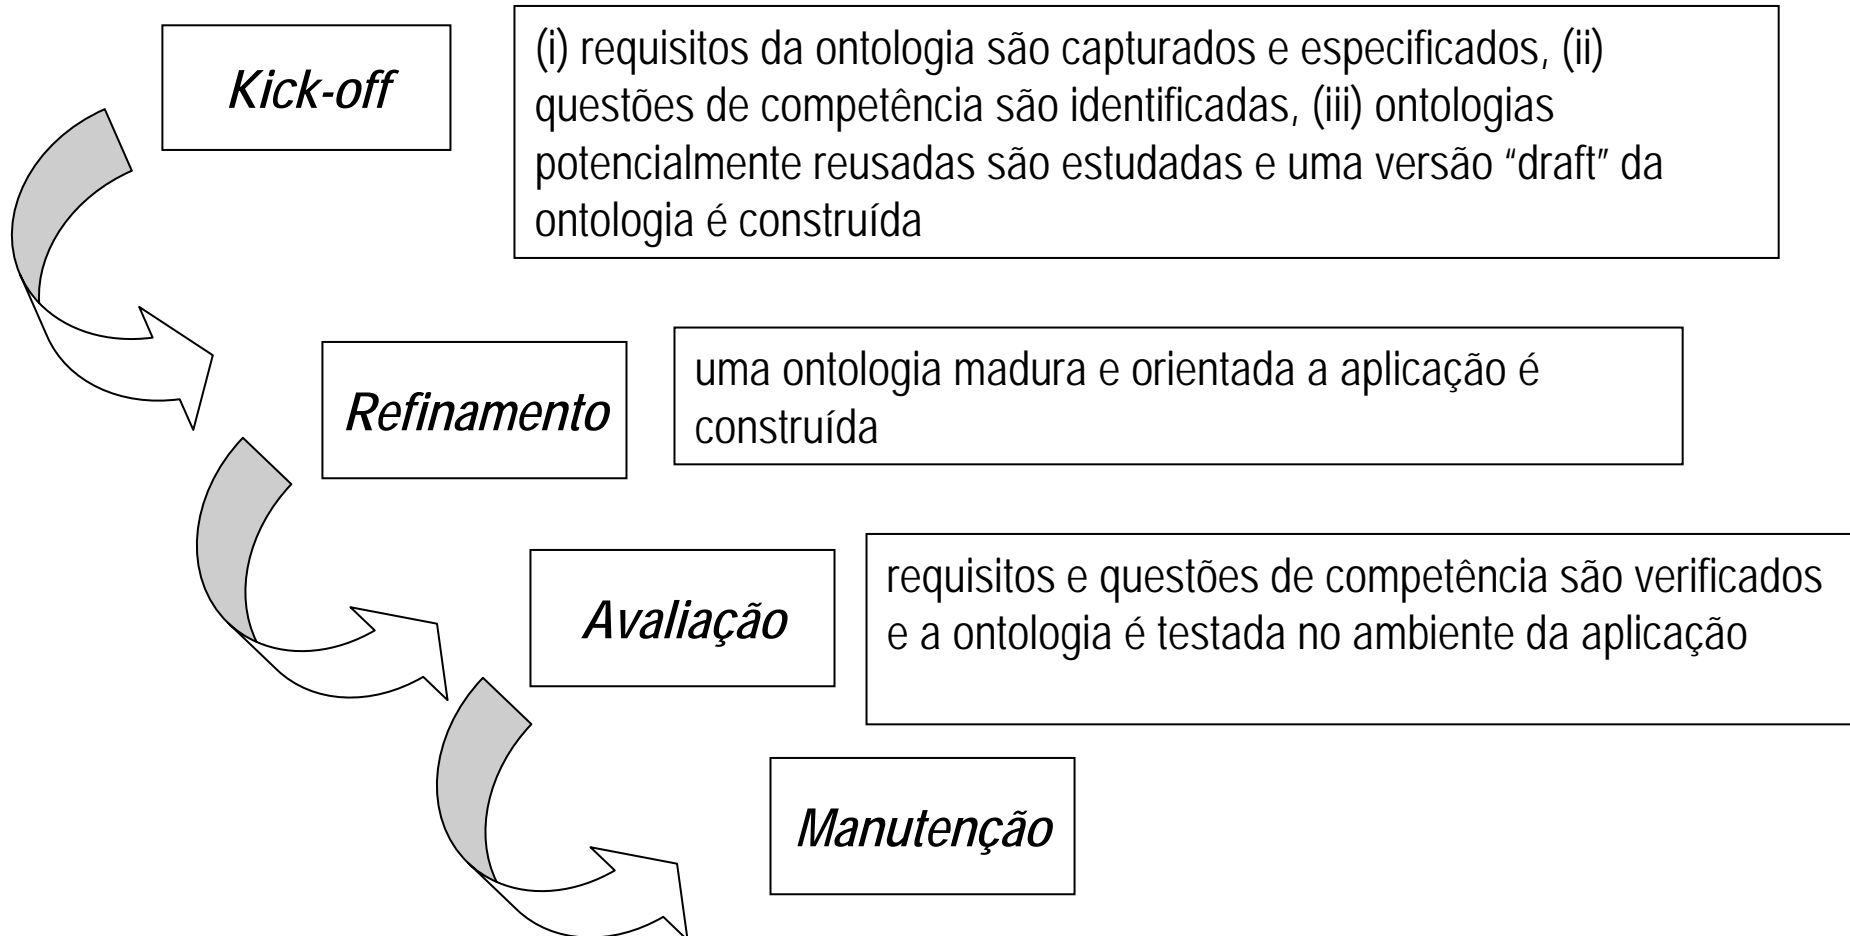 Kick-off
(i) requisitos da ontologia são capturados e especificados, (ii)
questões de competência são identificadas, (iii) ontologias
potencialmente reusadas são estudadas e uma versão “draft” da
ontologia é construída
Refinamento
uma ontologia madura e orientada a aplicação é
construída
Avaliação
requisitos e questões de competência são verificados
e a ontologia é testada no ambiente da aplicação
Manutenção